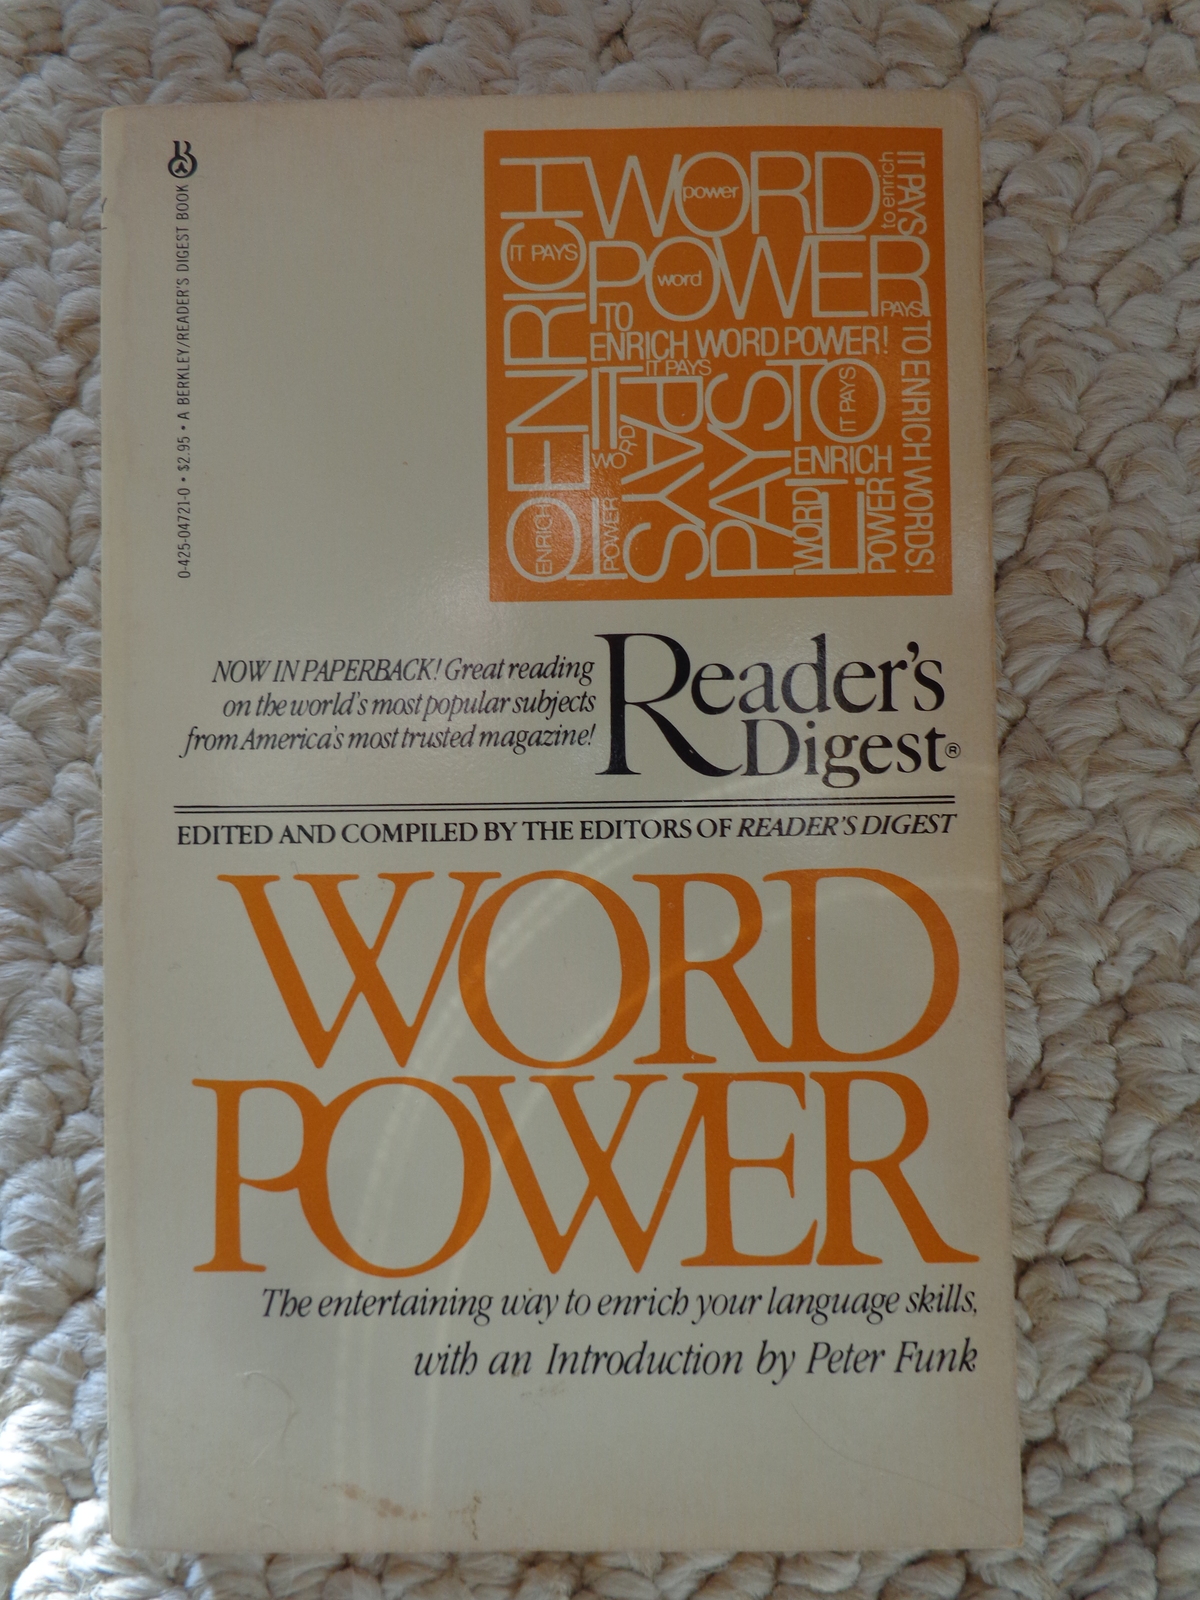 0-425-04721-0 • $2.95 • A BERKLEY/READER'S DIGEST BOOK
ENRICH
IT PAYS
ENRICH
WORD
power
POWER
word
to enrich
IT PAYS
PAYS
TO
ENRICH WORD POWER!
IT PAYS
IT
WORD
POWER
PAYS
PAYS
TO
IT PAYS
ENRICH
WORD
POWER
TO ENRICH WORDS!
NOW IN PAPERBACK! Great reading
on the world's most popular subjects
from America's most trusted magazine!
Reader's
Digest®
EDITED AND COMPILED BY THE EDITORS OF READER'S DIGEST
WORD
POWER
The entertaining way to enrich your language skills,
with an Introduction by Peter Funk